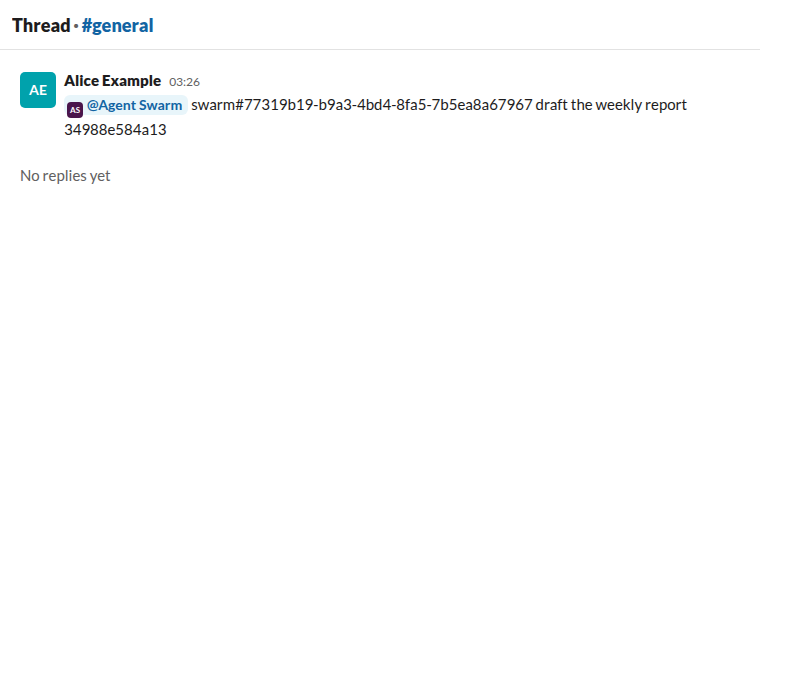 Thread • #general
AE
Alice Example 03:26
AS @Agent Swarm swarm#77319b19-b9a3-4bd4-8fa5-7b5ea8a67967 draft the weekly report
34988e584a13
No replies yet